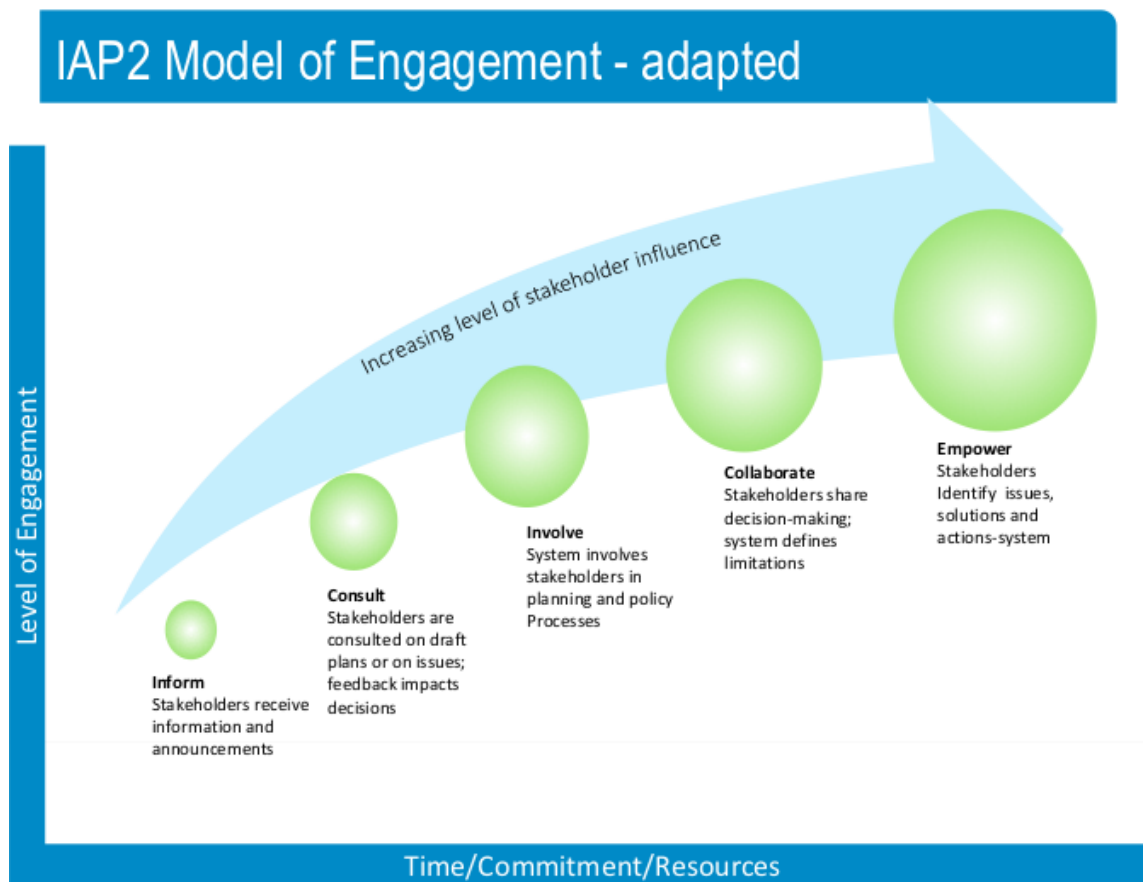 IAP2 Model of Engagement - adapted
Level of Engagement
Increasing level of stakeholder influence
Inform
Stakeholders receive
information and
announcements
Consult
Stakeholders are
consulted on draft
plans or on issues;
feedback impacts
decisions
Involve
System involves
stakeholders in
planning and policy
Processes
Collaborate
Stakeholders share
decision-making;
system defines
limitations
Empower
Stakeholders
Identify issues,
solutions and
actions-system
Time/Commitment/Resources